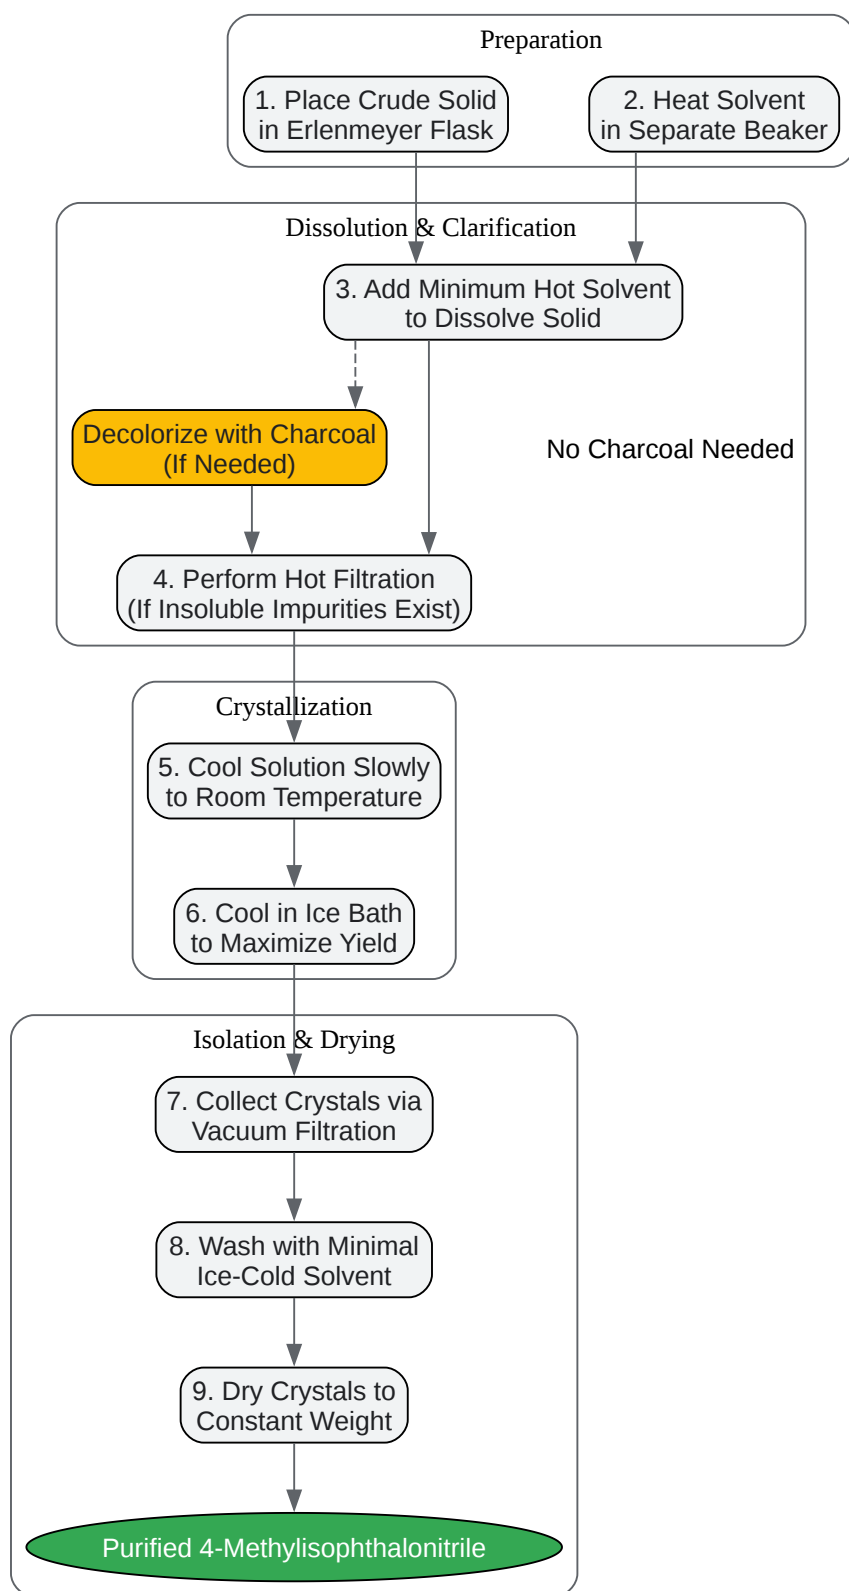 Preparation
1. Place Crude Solid
in Erlenmeyer Flask
2. Heat Solvent
in Separate Beaker
Dissolution & Clarification
3. Add Minimum Hot Solvent
to Dissolve Solid
Decolorize with Charcoal
(If Needed)
No Charcoal Needed
4. Perform Hot Filtration
(If Insoluble Impurities Exist)
Crystallization
5. Cool Solution Slowly
to Room Temperature
6. Cool in Ice Bath
to Maximize Yield
Isolation & Drying
7. Collect Crystals via
Vacuum Filtration
8. Wash with Minimal
Ice-Cold Solvent
9. Dry Crystals to
Constant Weight
Purified 4-Methylisophthalonitrile